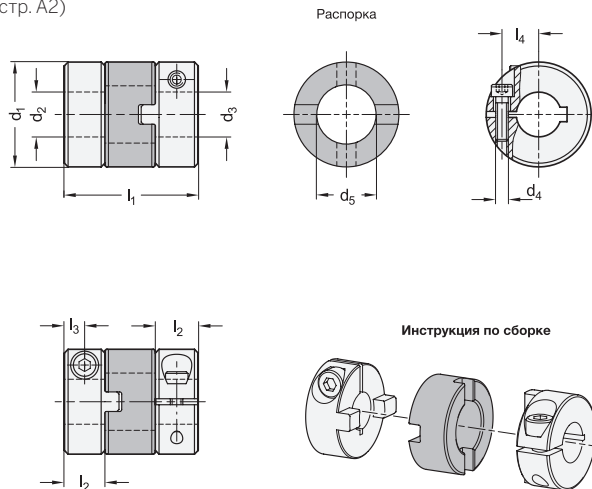 стр. A2)
Распорка
l4
d1
d2
d3
l1
d5
d4
l3
l2
Инструкция по сборке
l2